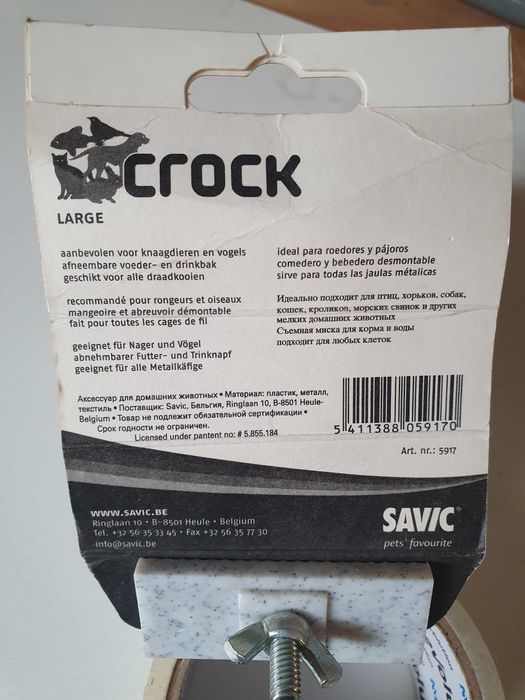 crock
LARGE
aanbevolen voor knaagdieren en vogels
afneembare voeder- en drinkbak
geschikt voor alle draadkooien
recommandé pour rongeurs et oiseaux
mangeoire et abreuvoir démontable
fait pour toutes les cages de fil
geeignet für Nager und Vögel
abnehmbarer Futter- und Trinknapf
geeignet für alle Metallkäfige
ideal para roedores y pájoros
comedero y bebedero desmontable
sirve para todas las jaulas métalicas
Идеально подходит для птиц, хорьков, собак,
кошек, кроликов, морских свинок и других
мелких домашних животных
Съемная миска для корма и воды
подходит для любых клеток
Аксессуар для домашних животных • Материал: пластик, металл,
текстиль • Поставщик: Savic, Бельгия, Ringlaan 10, B-8501 Heule-
Belgium • Товар не подлежит обязательной сертификации •
Срок годности не ограничен.
Licensed under pantent no: # 5.855.184
5 411388 059170
Art. nr.: 5917
WWW.SAVIC.BE
Ringlaan 10 • B-8501 Heule • Belgium
Tel. +32 56 35 33 45 • Fax +32 56 35 77 30
info@savic.be
SAVIC®
pets' favourite